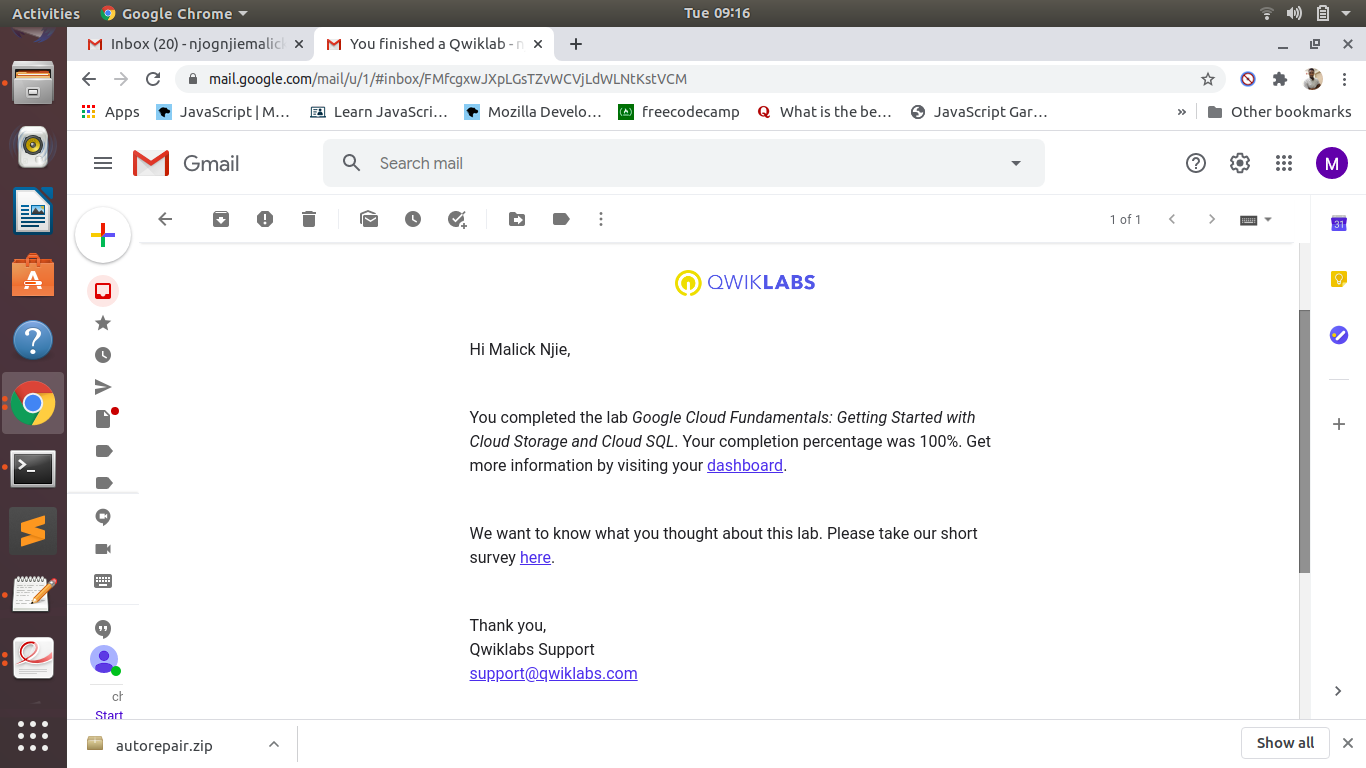 Activities Google Chrome Tue 09:16
Inbox (20) - njognjiemalick You finished a Qwiklab - n
mail.google.com/mail/u/1/#inbox/FMfcgxwJXpLGsTZvWCVjLdWLNtKstVCM
Apps JavaScript | M… Learn JavaScri… Mozilla Develo… freecodecamp What is the be… JavaScript Gar… » Other bookmarks
Gmail Search mail M
1 of 1
31
QWIKLABS
Hi Malick Njie,
You completed the lab Google Cloud Fundamentals: Getting Started with
Cloud Storage and Cloud SQL. Your completion percentage was 100%. Get
more information by visiting your dashboard.
We want to know what you thought about this lab. Please take our short
survey here.
Thank you,
Qwiklabs Support
support@qwiklabs.com
ch
Start
autorepair.zip Show all